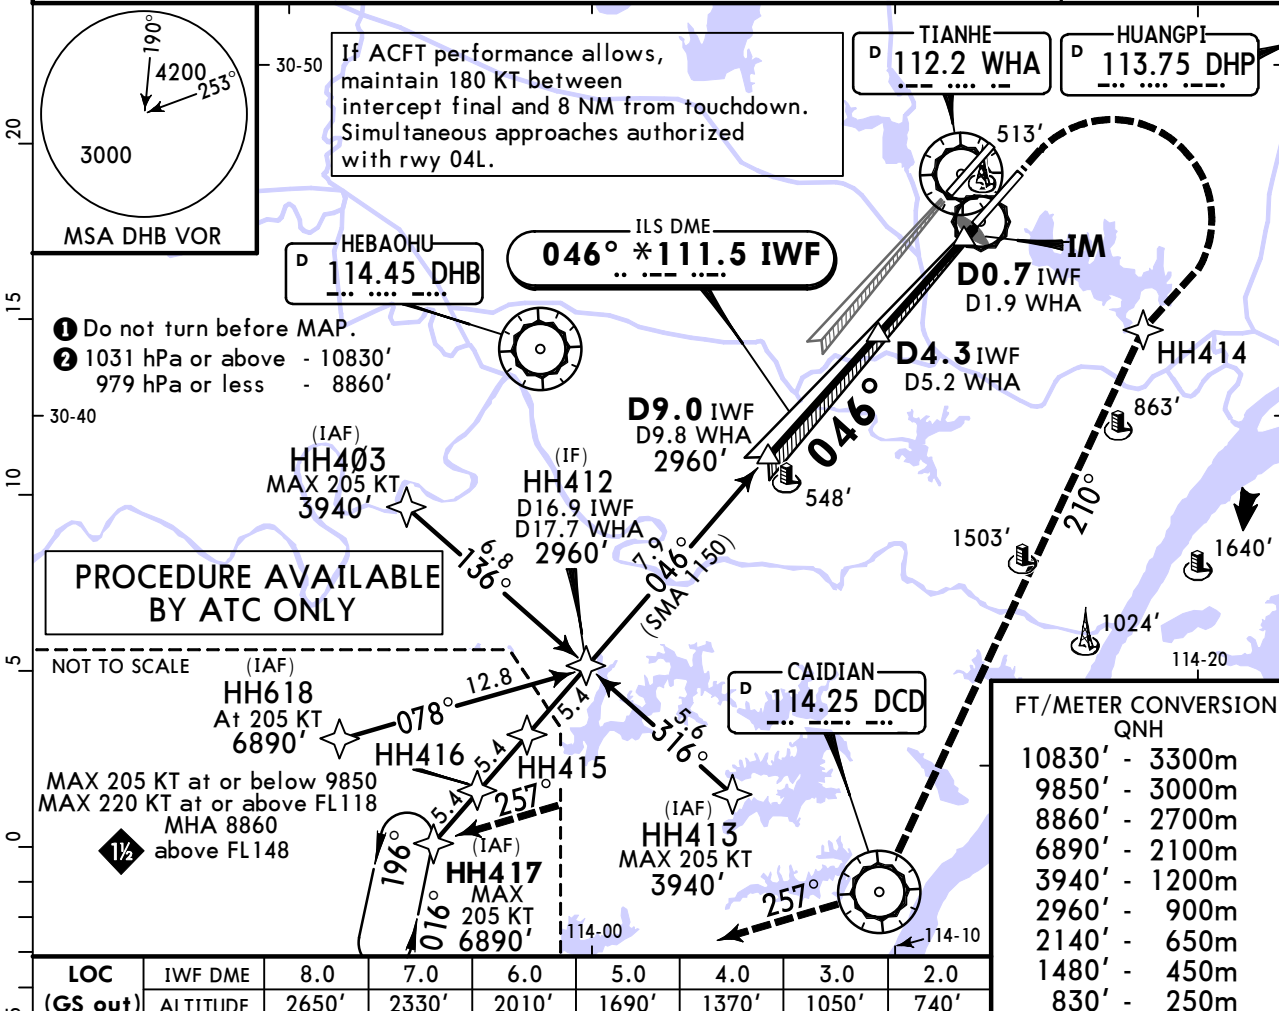 190°
4200
253°
3000
MSA DHB VOR
30-50
If ACFT performance allows,
maintain 180 KT between
intercept final and 8 NM from touchdown.
Simultaneous approaches authorized
with rwy 04L.
TIANHE
D 112.2 WHA
HUANGPI
D 113.75 DHP
513'
20
15
10
5
0
HEBAOHU
D 114.45 DHB
ILS DME
046° *111.5 IWF
IM
D0.7 IWF
D1.9 WHA
❶ Do not turn before MAP.
❷ 1031 hPa or above - 10830'
979 hPa or less - 8860'
30-40
D4.3 IWF
D5.2 WHA
HH414
863'
046°
D9.0 IWF
D9.8 WHA
2960'
548'
(IAF)
HH4Ø3
MAX 205 KT
3940'
(IF)
HH412
D16.9 IWF
D17.7 WHA
2960'
6.8
136°
7.9
046°
(SMA 1150)
210°
1503'
1640'
1024'
PROCEDURE AVAILABLE
BY ATC ONLY
NOT TO SCALE
(IAF)
HH618
At 205 KT
6890'
078°
12.8
5.4
HH415
HH416
5.4
5.4
257°
MAX 205 KT at or below 9850
MAX 220 KT at or above FL118
MHA 8860
1½ above FL148
196°
016°
(IAF)
HH417
MAX
205 KT
6890'
5.6
316°
(IAF)
HH413
MAX 205 KT
3940'
CAIDIAN
D 114.25 DCD
257°
114-00
114-10
114-20
FT/METER CONVERSION
QNH
10830' - 3300m
9850' - 3000m
8860' - 2700m
6890' - 2100m
3940' - 1200m
2960' - 900m
2140' - 650m
1480' - 450m
830' - 250m
LOC IWF DME 8.0 7.0 6.0 5.0 4.0 3.0 2.0
(GS out) ALTITUDE 2650' 2330' 2010' 1690' 1370' 1050' 740'